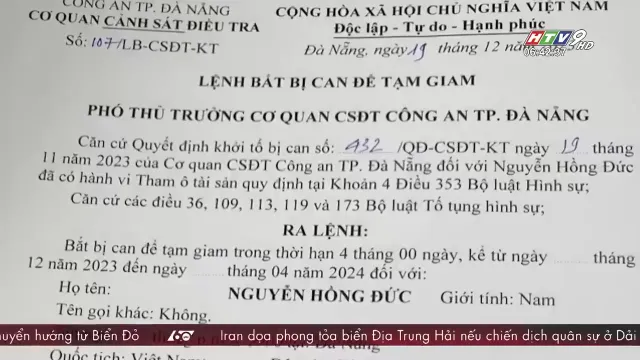 CÔNG AN TP. ĐÀ NẴNG
CƠ QUAN CẢNH SÁT ĐIỀU TRA
Số: 107/LB-CSĐT-KT
CỘNG HÒA XÃ HỘI CHỦ NGHĨA VIỆT NAM
Độc lập - Tự do - Hạnh phúc
Đà Nẵng, ngày 19 tháng 12 năm
HTV9 HD
06:42:37
LỆNH BẮT BỊ CAN ĐỂ TẠM GIAM
PHÓ THỦ TRƯỞNG CƠ QUAN CSĐT CÔNG AN TP. ĐÀ NẴNG
Căn cứ Quyết định khởi tố bị can số: 432 /QĐ-CSĐT-KT ngày 19 tháng
11 năm 2023 của Cơ quan CSĐT Công an TP. Đà Nẵng đối với Nguyễn Hồng Đức
đã có hành vi Tham ô tài sản quy định tại Khoản 4 Điều 353 Bộ luật Hình sự;
Căn cứ các điều 36, 109, 113, 119 và 173 Bộ luật Tố tụng hình sự;
RA LỆNH:
Bắt bị can để tạm giam trong thời hạn 4 tháng 00 ngày, kể từ ngày tháng
12 năm 2023 đến ngày tháng 04 năm 2024 đối với:
Họ tên: NGUYỄN HỒNG ĐỨC Giới tính: Nam
Tên gọi khác: Không.
huyển hướng từ Biển Đỏ
Iran dọa phong tỏa biển Địa Trung Hải nếu chiến dịch quân sự ở Dải
Quốc tịch: Việt Nam